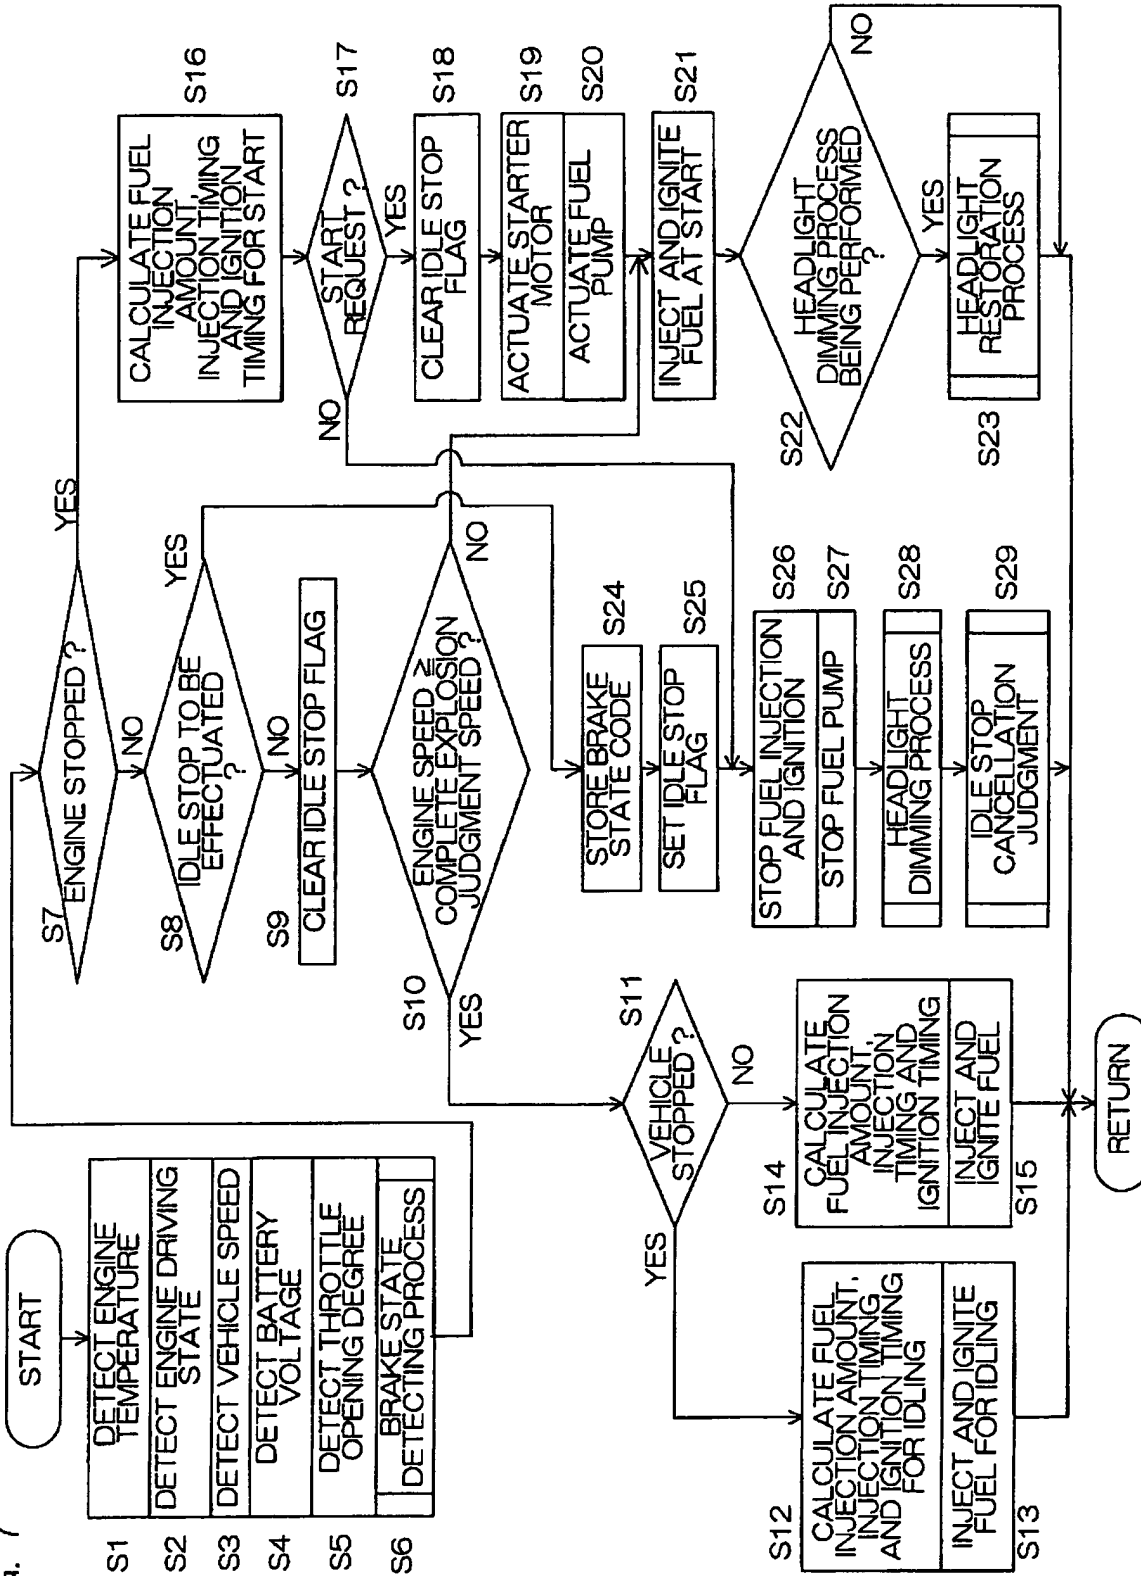 START
S1
DETECT ENGINE
TEMPERATURE
S2
DETECT ENGINE DRIVING
STATE
S3
DETECT VEHICLE SPEED
S4
DETECT BATTERY
VOLTAGE
S5
DETECT THROTTLE
OPENING DEGREE
S6
BRAKE STATE
DETECTING PROCESS
S7
ENGINE STOPPED ?
YES
NO
S8
IDLE STOP TO BE
EFFECTUATED
?
YES
NO
S9
CLEAR IDLE STOP FLAG
S10
ENGINE SPEED ≧
COMPLETE EXPLOSION
JUDGMENT SPEED ?
YES
NO
S11
VEHICLE
STOPPED ?
YES
NO
S12
CALCULATE FUEL
INJECTION AMOUNT,
INJECTION TIMING
AND IGNITION TIMING
FOR IDLING
S13
INJECT AND IGNITE
FUEL FOR IDLING
S14
CALCULATE
FUEL INJECTION
AMOUNT,
INJECTION
TIMING AND
IGNITION TIMING
S15
INJECT AND
IGNITE FUEL
S16
CALCULATE FUEL
INJECTION
AMOUNT,
INJECTION TIMING
AND IGNITION
TIMING FOR START
S17
START
REQUEST ?
NO
YES
S18
CLEAR IDLE STOP
FLAG
S19
ACTUATE STARTER
MOTOR
S20
ACTUATE FUEL
PUMP
S21
INJECT AND IGNITE
FUEL AT START
S22
HEADLIGHT
DIMMING PROCESS
BEING PERFORMED
?
NO
YES
S23
HEADLIGHT
RESTORATION
PROCESS
S24
STORE BRAKE
STATE CODE
S25
SET IDLE STOP
FLAG
S26
STOP FUEL INJECTION
AND IGNITION
S27
STOP FUEL PUMP
S28
HEADLIGHT
DIMMING PROCESS
S29
IDLE STOP
CANCELLATION
JUDGMENT
RETURN